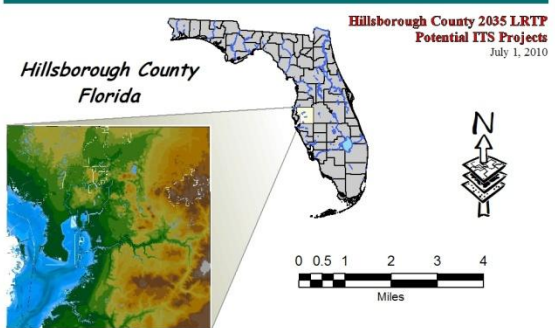 Hillsborough County 2035 LRTP
Potential ITS Projects
July 1, 2010
Hillsborough County
Florida
N
0 0.5 1 2 3 4
Miles